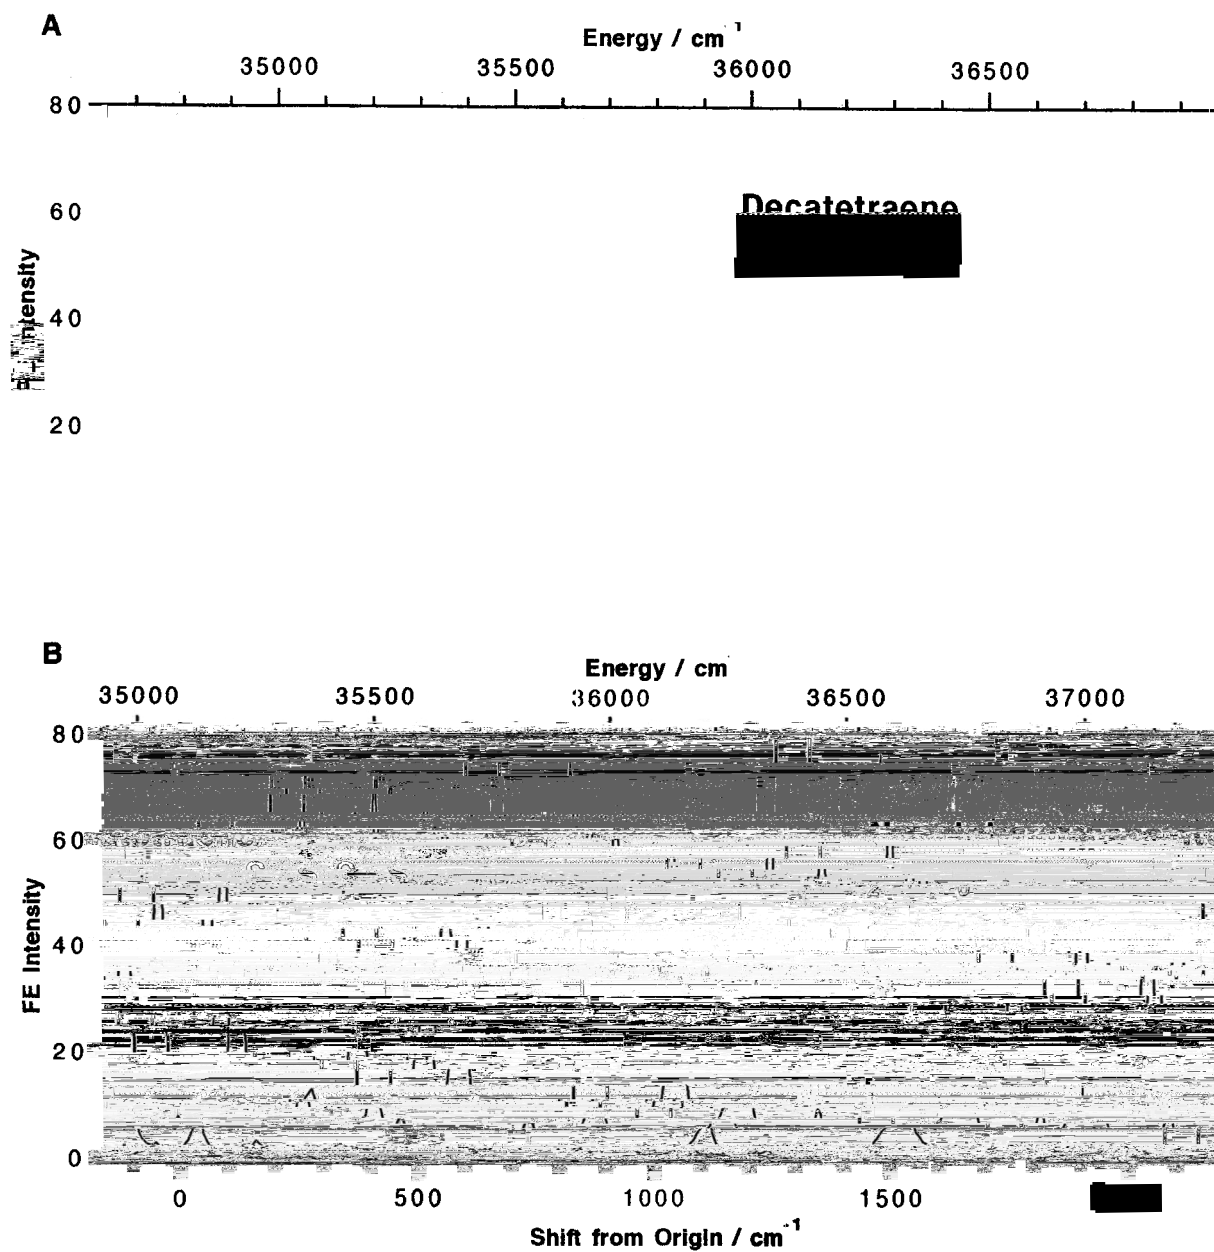 A
Energy / cm⁻¹
35000 35500 36000 36500
80
Decatetraene
60
40
20
B
Energy / cm
35000 35500 36000 36500 37000
80
60
FE Intensity
40
20
0
0 500 1000 1500
Shift from Origin / cm⁻¹